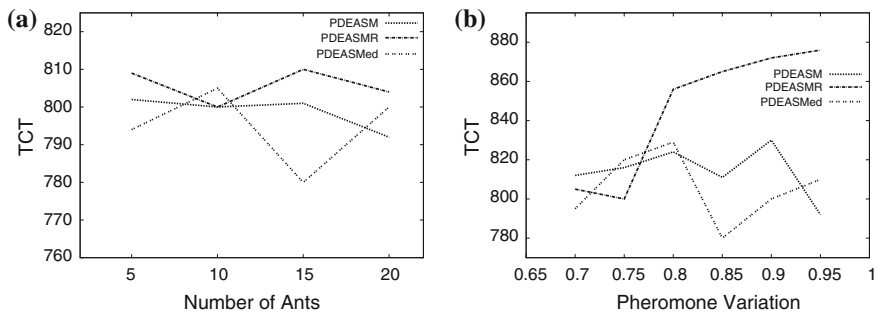 (a)
820
810
800
790
780
770
760
TCT
5 10 15 20
Number of Ants
PDEASM
PDEASMR
PDEASMed
(b)
880
860
840
820
800
780
TCT
0.65 0.7 0.75 0.8 0.85 0.9 0.95 1
Pheromone Variation
PDEASM
PDEASMR
PDEASMed